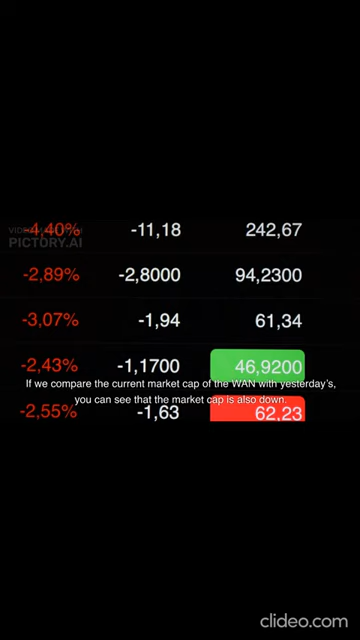 -4,40% -11,18 242,67
PICTORY.AI
-2,89% -2,8000 94,2300
-3,07% -1,94 61,34
-2,43% -1,1700 46,9200
If we compare the current market cap of the WAN with yesterday's,
you can see that the market cap is also down.
-2,55% -1,63 62,23
clideo.com